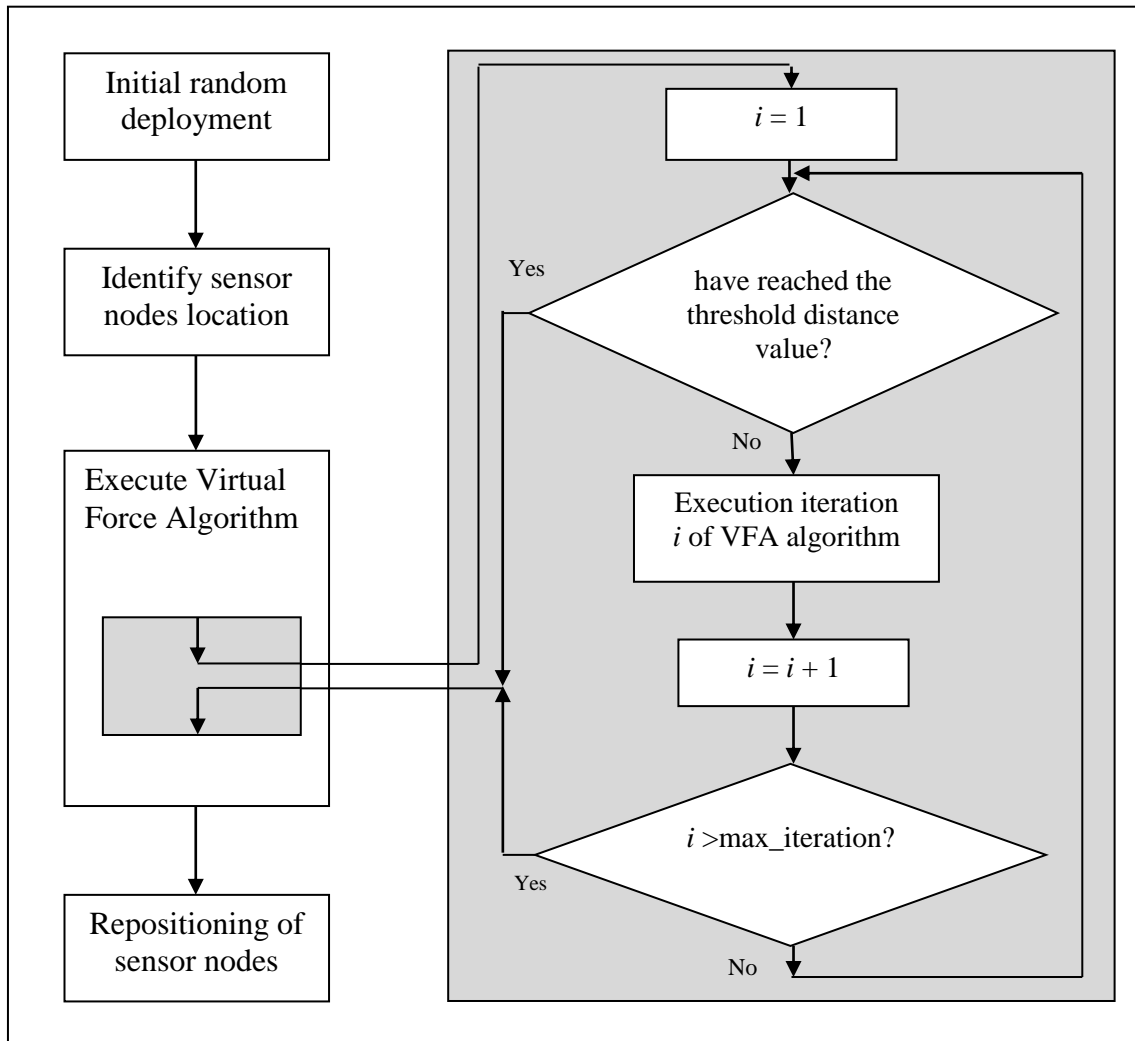 Initial random
deployment
Identify sensor
nodes location
Execute Virtual
Force Algorithm
Repositioning of
sensor nodes
i = 1
Yes
have reached the
threshold distance
value?
No
Execution iteration
i of VFA algorithm
i = i + 1
i >max_iteration?
Yes
No